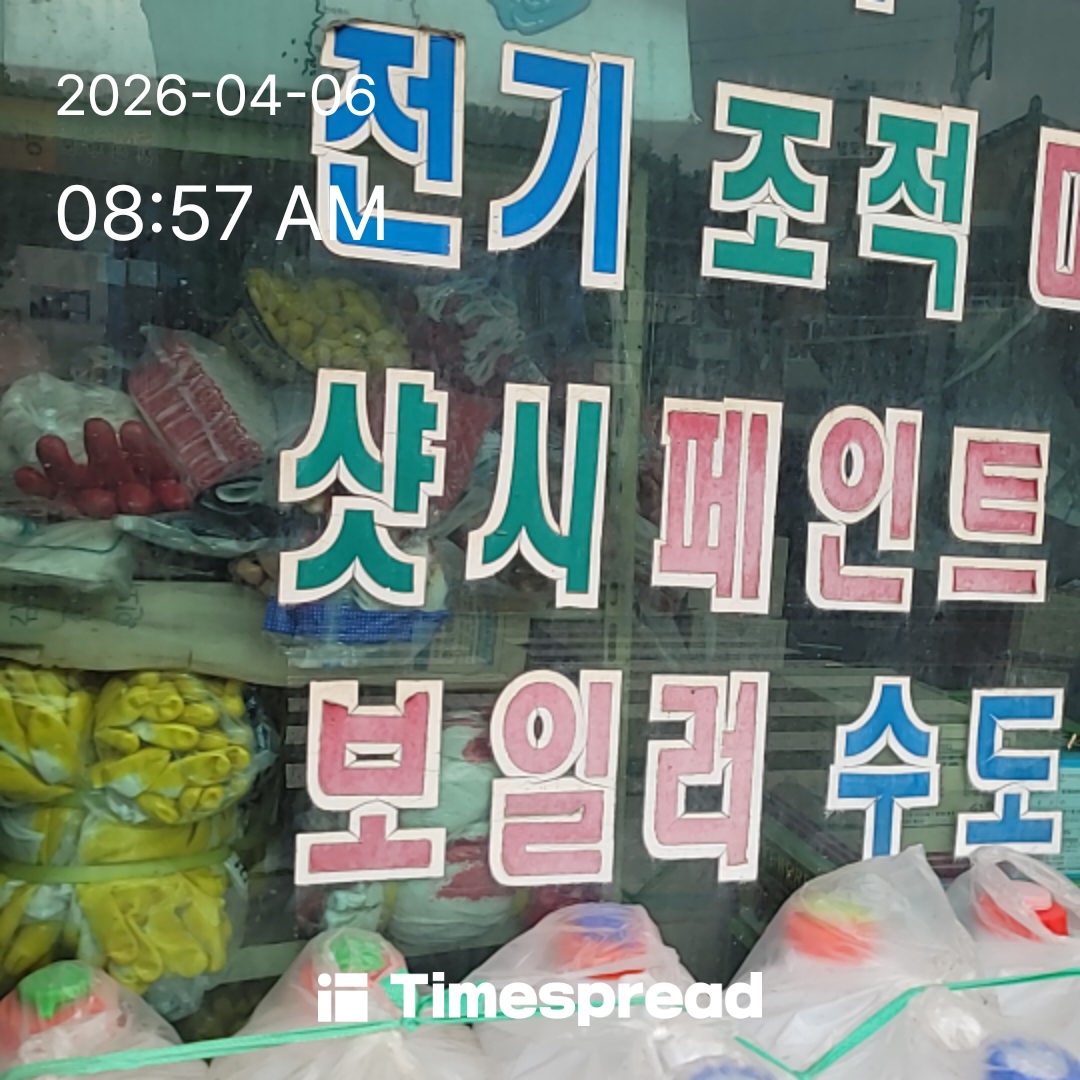 2026-04-06
08:57 AM
전기 조적
샷시 페인트
보일러 수도
Timespread